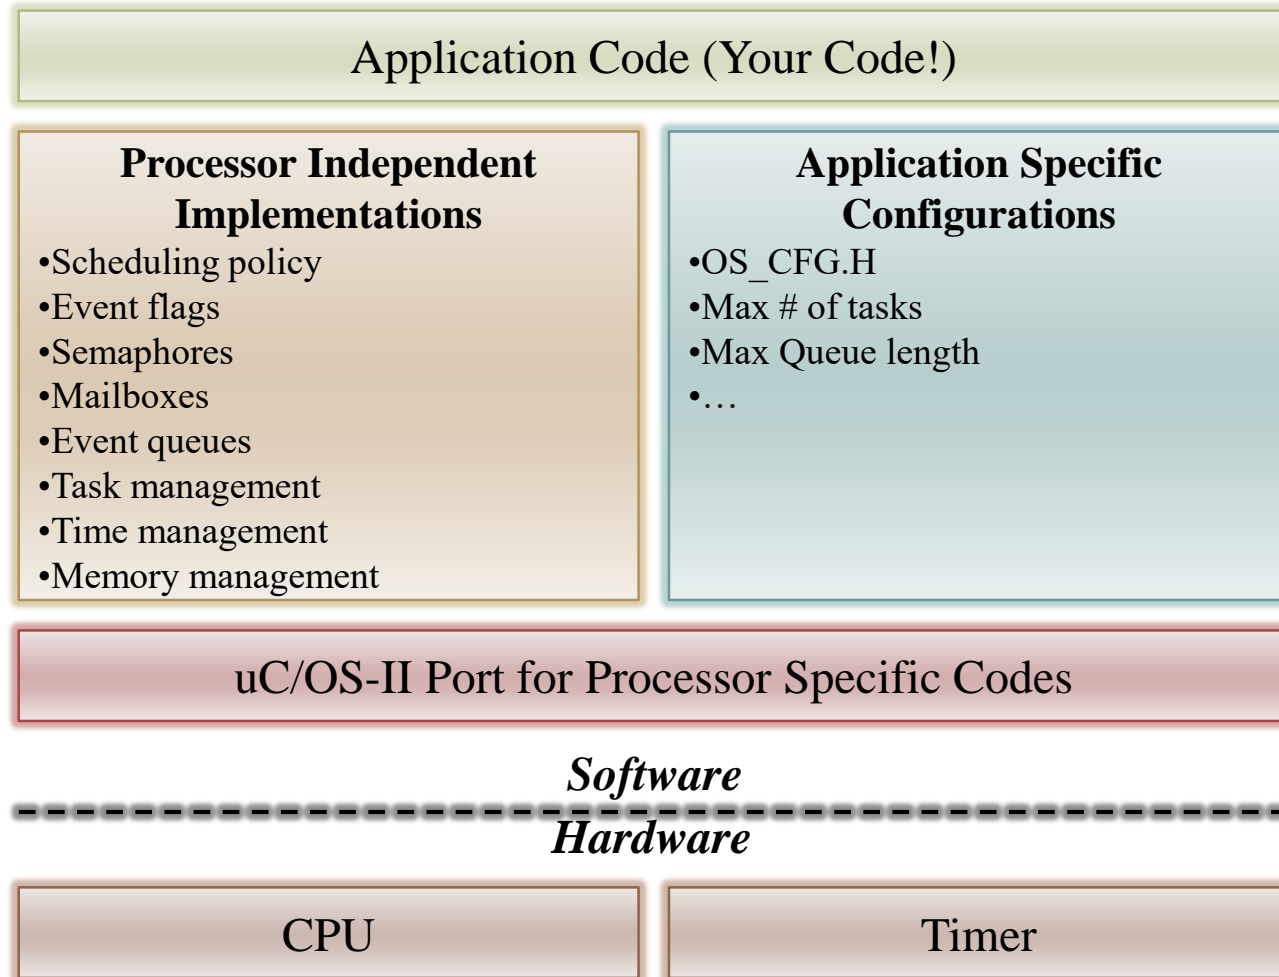 Application Code (Your Code!)
Processor Independent
Implementations
•Scheduling policy
•Event flags
•Semaphores
•Mailboxes
•Event queues
•Task management
•Time management
•Memory management
Application Specific
Configurations
•OS_CFG.H
•Max # of tasks
•Max Queue length
•…
uC/OS-II Port for Processor Specific Codes
Software
Hardware
CPU
Timer